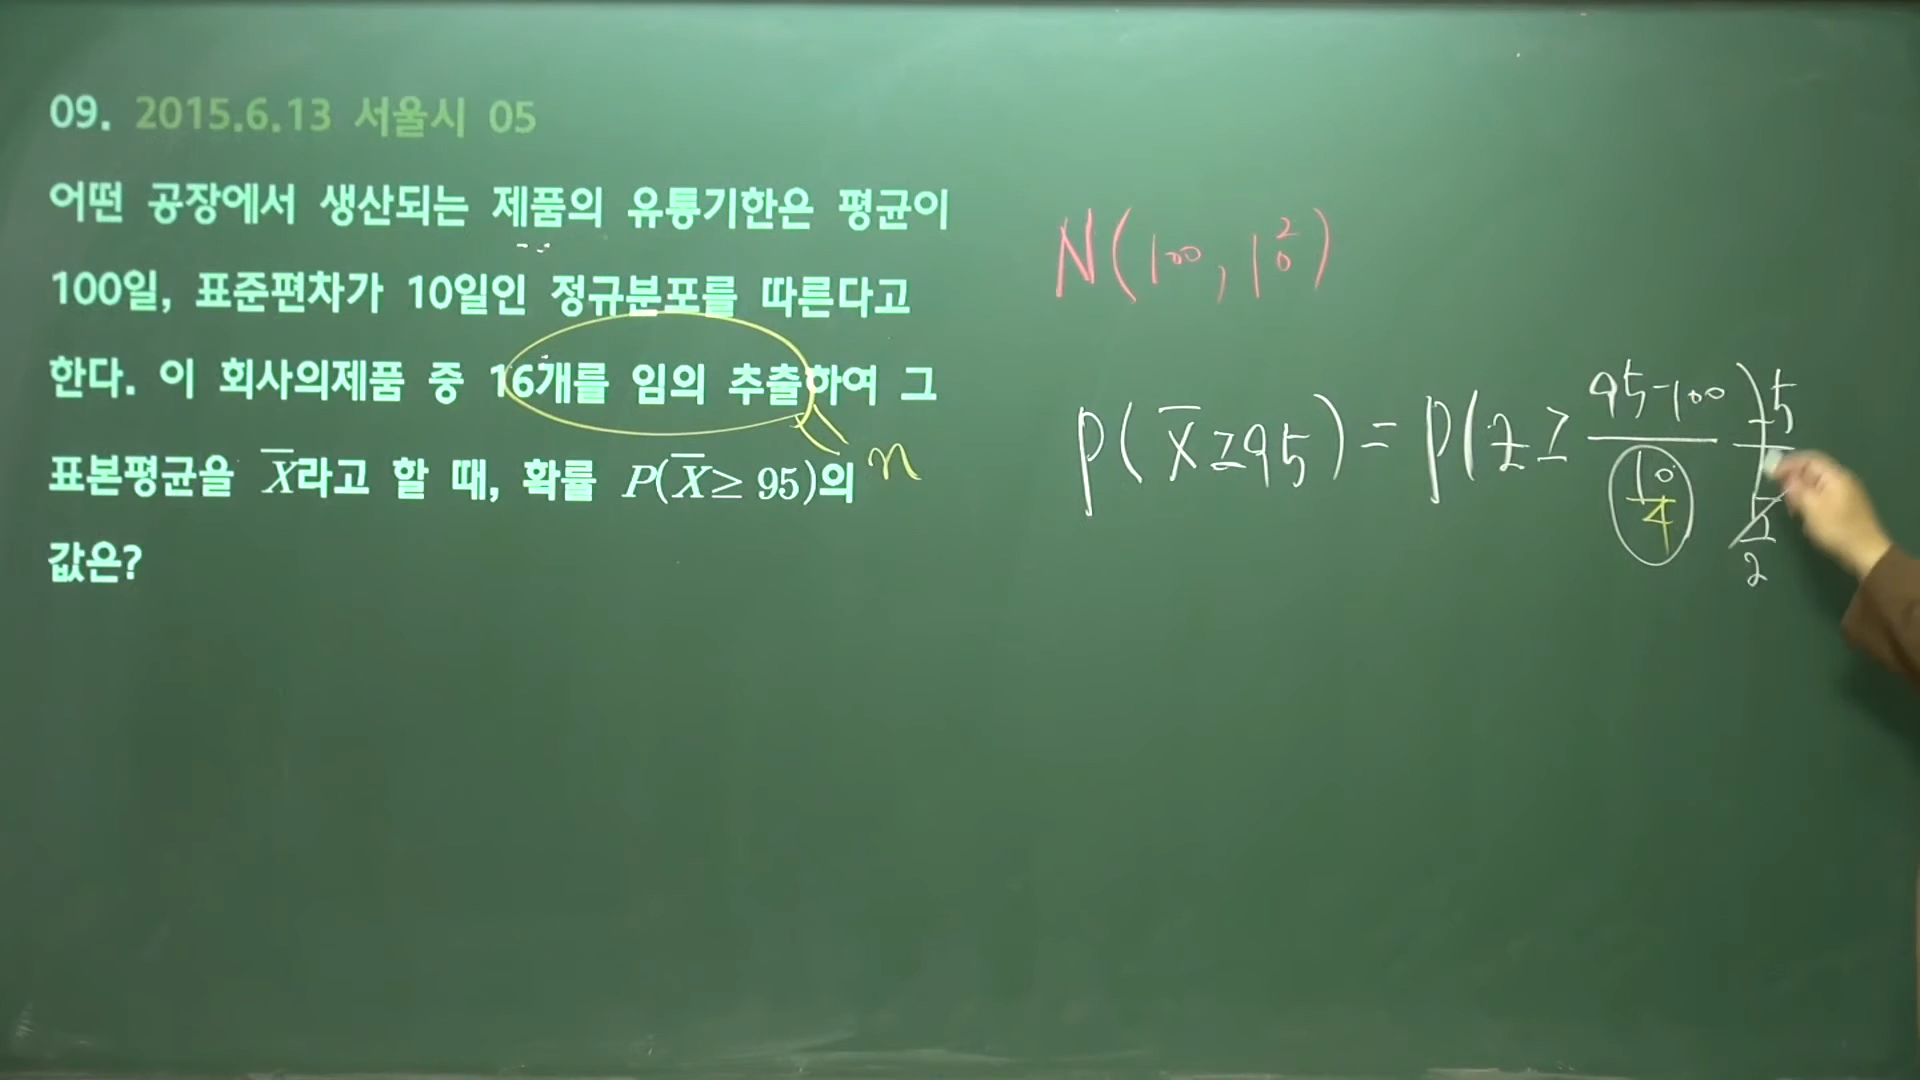 09. 2015.6.13 서울시 05
어떤 공장에서 생산되는 제품의 유통기한은 평균이
100일, 표준편차가 10일인 정규분포를 따른다고
한다. 이 회사의제품 중 16개를 임의 추출하여 그
표본평균을 X̄라고 할 때, 확률 P(X̄≥ 95)의
값은?
n
N(100, 10²)
P(X̄≥95) = P(Z ≥ (95-100)/(10/4))